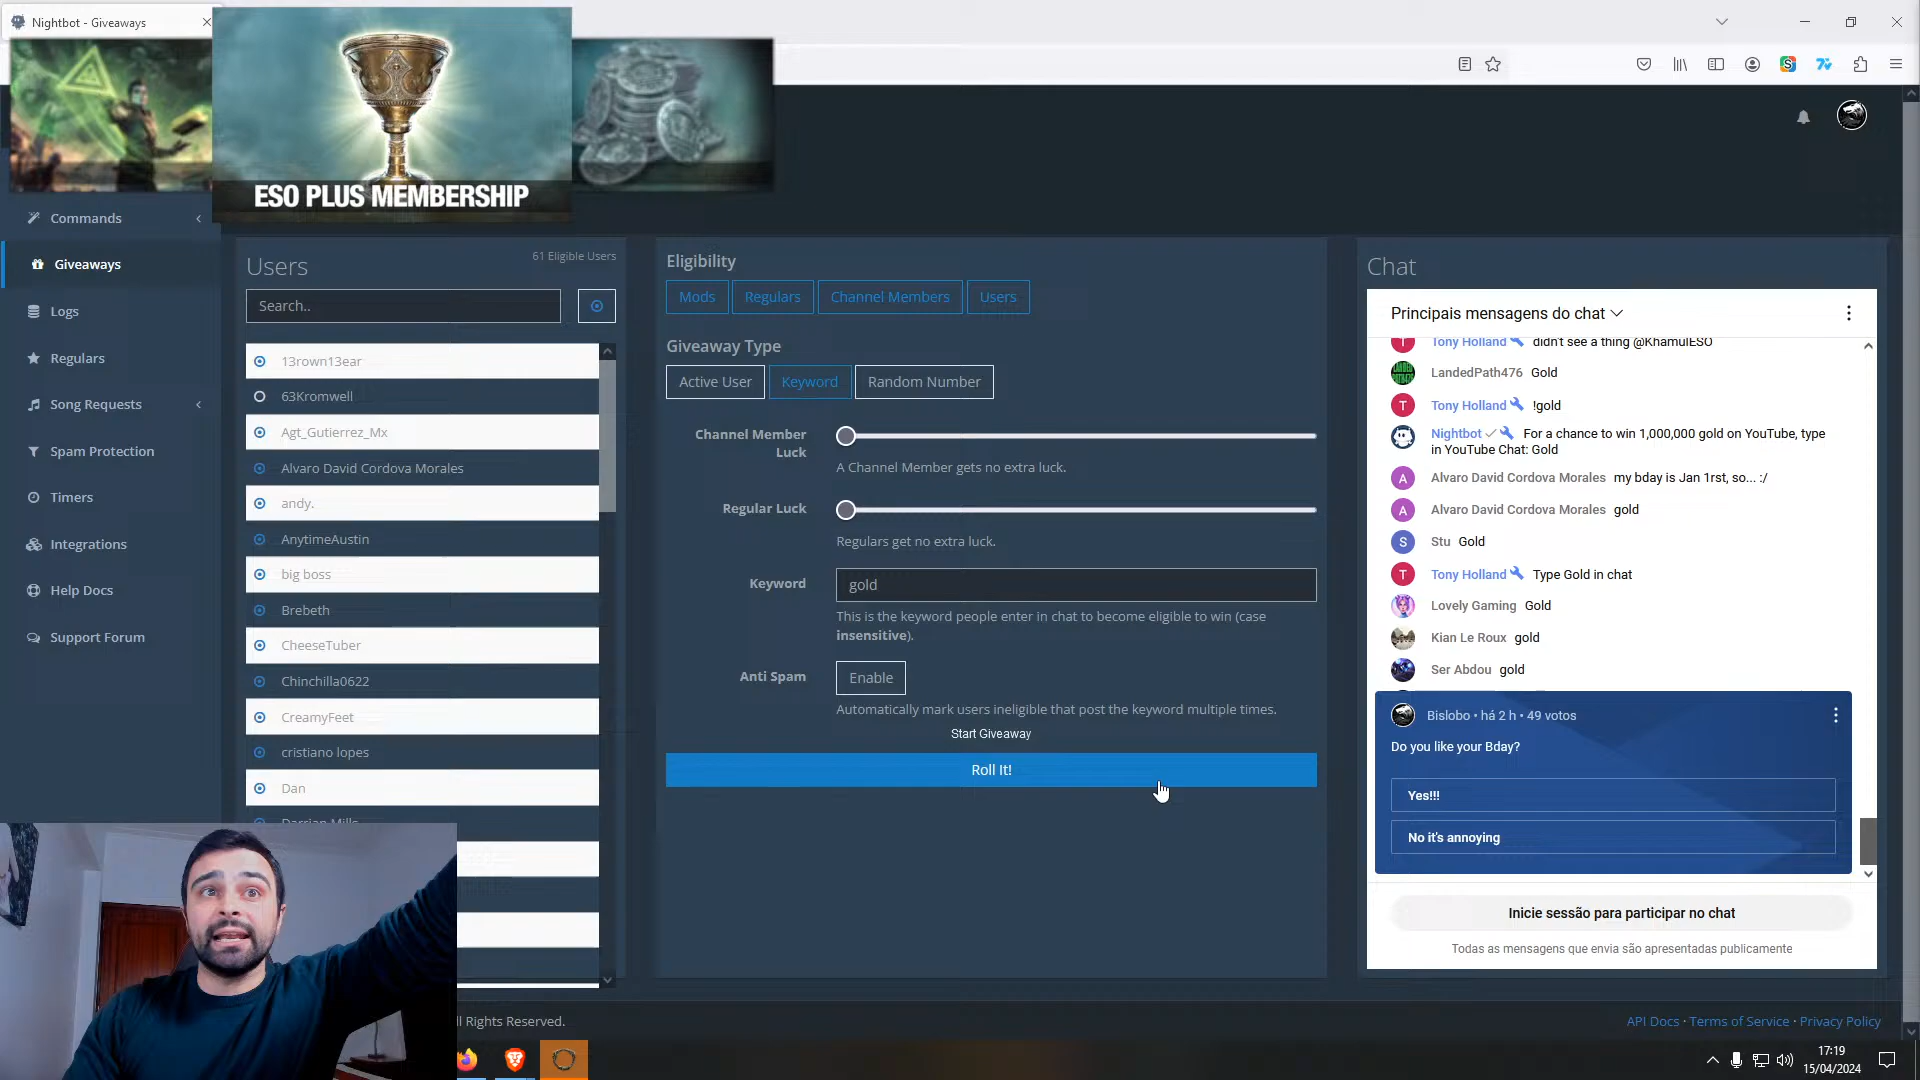 Nightbot - Giveaways
ESO PLUS MEMBERSHIP
Commands
Giveaways
Logs
Regulars
Song Requests
Spam Protection
Timers
Integrations
Help Docs
Support Forum
Users
61 Eligible Users
Search..
13rown13ear
63Kromwell
Agt_Gutierrez_Mx
Alvaro David Cordova Morales
andy.
AnytimeAustin
big boss
Brebeth
CheeseTuber
Chinchilla0622
CreamyFeet
cristiano lopes
Dan
Darrian Mills
Eligibility
Mods Regulars Channel Members Users
Giveaway Type
Active User Keyword Random Number
Channel Member
Luck
A Channel Member gets no extra luck.
Regular Luck
Regulars get no extra luck.
Keyword
gold
This is the keyword people enter in chat to become eligible to win (case
insensitive).
Anti Spam
Enable
Automatically mark users ineligible that post the keyword multiple times.
Start Giveaway
Roll It!
Chat
Principais mensagens do chat
Tony Holland didn't see a thing @KhamulESO
LandedPath476 Gold
Tony Holland !gold
Nightbot For a chance to win 1,000,000 gold on YouTube, type
in YouTube Chat: Gold
Alvaro David Cordova Morales my bday is Jan 1rst, so... :/
Alvaro David Cordova Morales gold
Stu Gold
Tony Holland Type Gold in chat
Lovely Gaming Gold
Kian Le Roux gold
Ser Abdou gold
Bislobo • há 2 h • 49 votos
Do you like your Bday?
Yes!!!
No it's annoying
Inicie sessão para participar no chat
Todas as mensagens que envia são apresentadas publicamente
ll Rights Reserved.
API Docs · Terms of Service · Privacy Policy
17:19
15/04/2024